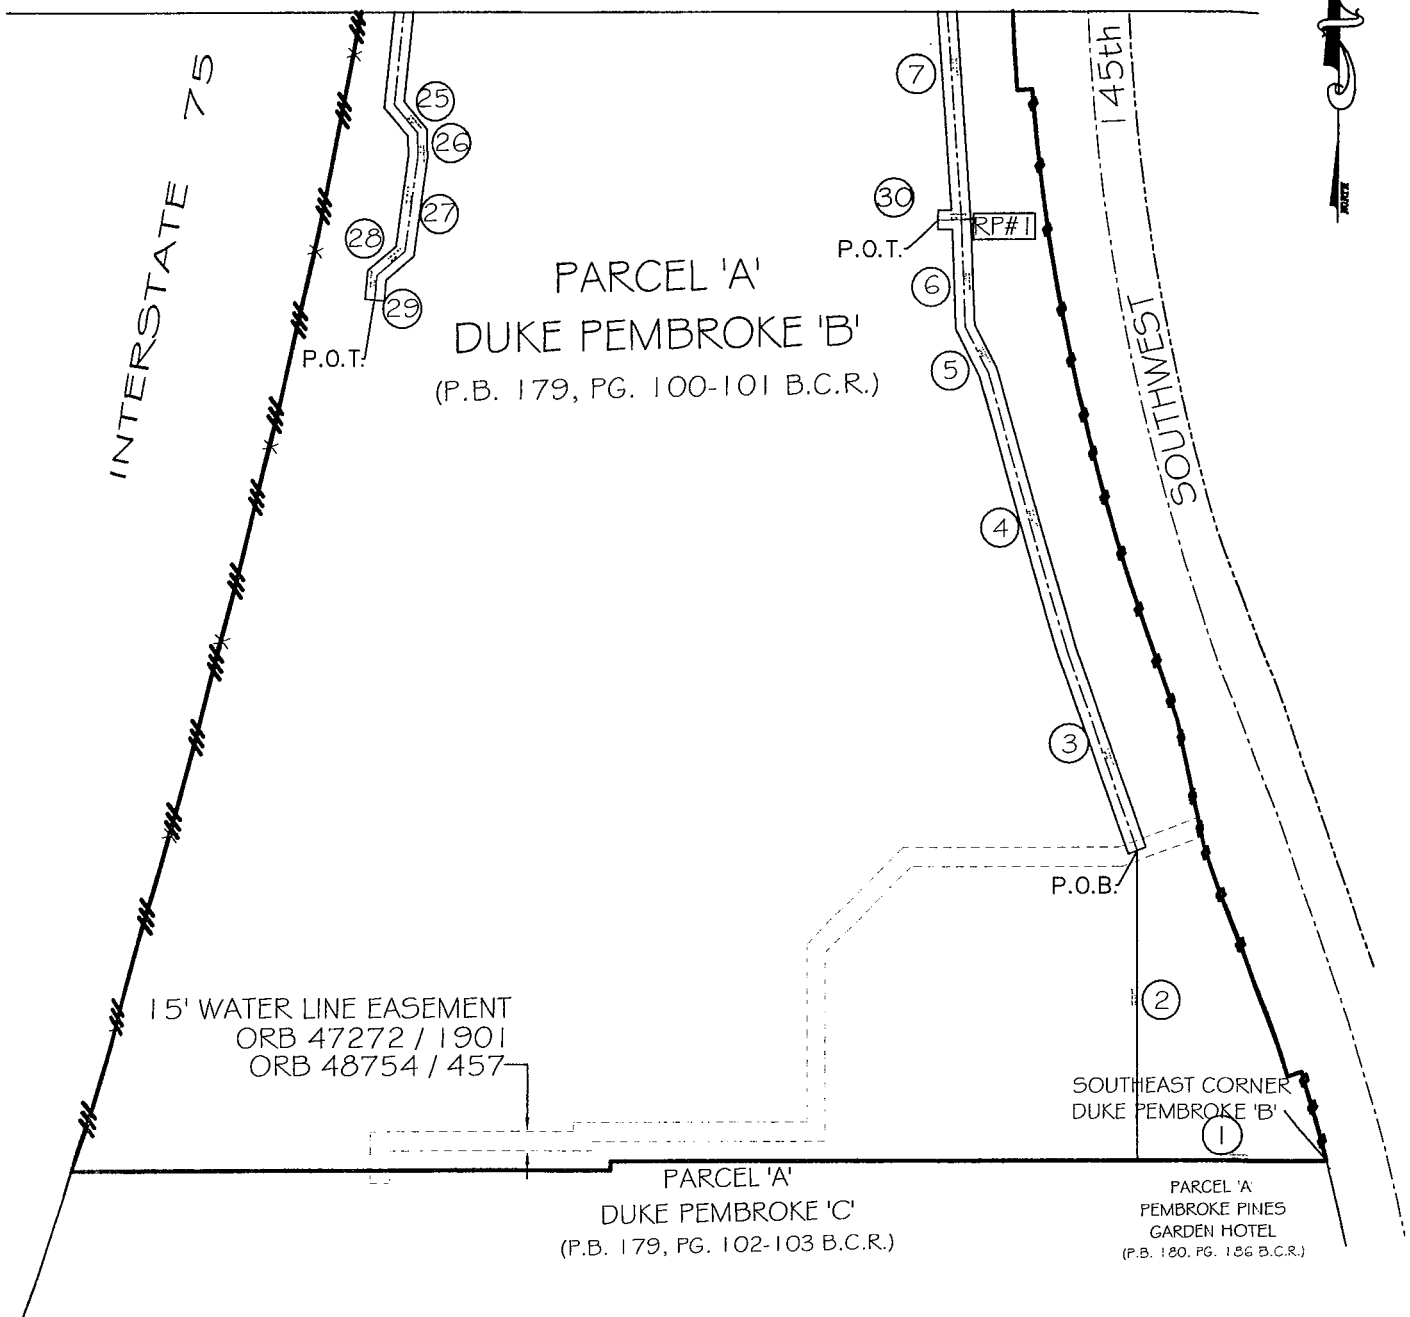 INTERSTATE 75
25
26
27
28
29
P.O.T.
7
145th
NORTH
30
P.O.T.
RP#1
6
5
SOUTHWEST
PARCEL 'A'
DUKE PEMBROKE 'B'
(P.B. 179, PG. 100-101 B.C.R.)
4
3
P.O.B.
2
15' WATER LINE EASEMENT
ORB 47272 / 1901
ORB 48754 / 457
SOUTHEAST CORNER
DUKE PEMBROKE 'B'
1
PARCEL 'A'
DUKE PEMBROKE 'C'
(P.B. 179, PG. 102-103 B.C.R.)
PARCEL 'A'
PEMBROKE PINES
GARDEN HOTEL
(P.B. 180, PG. 186 B.C.R.)